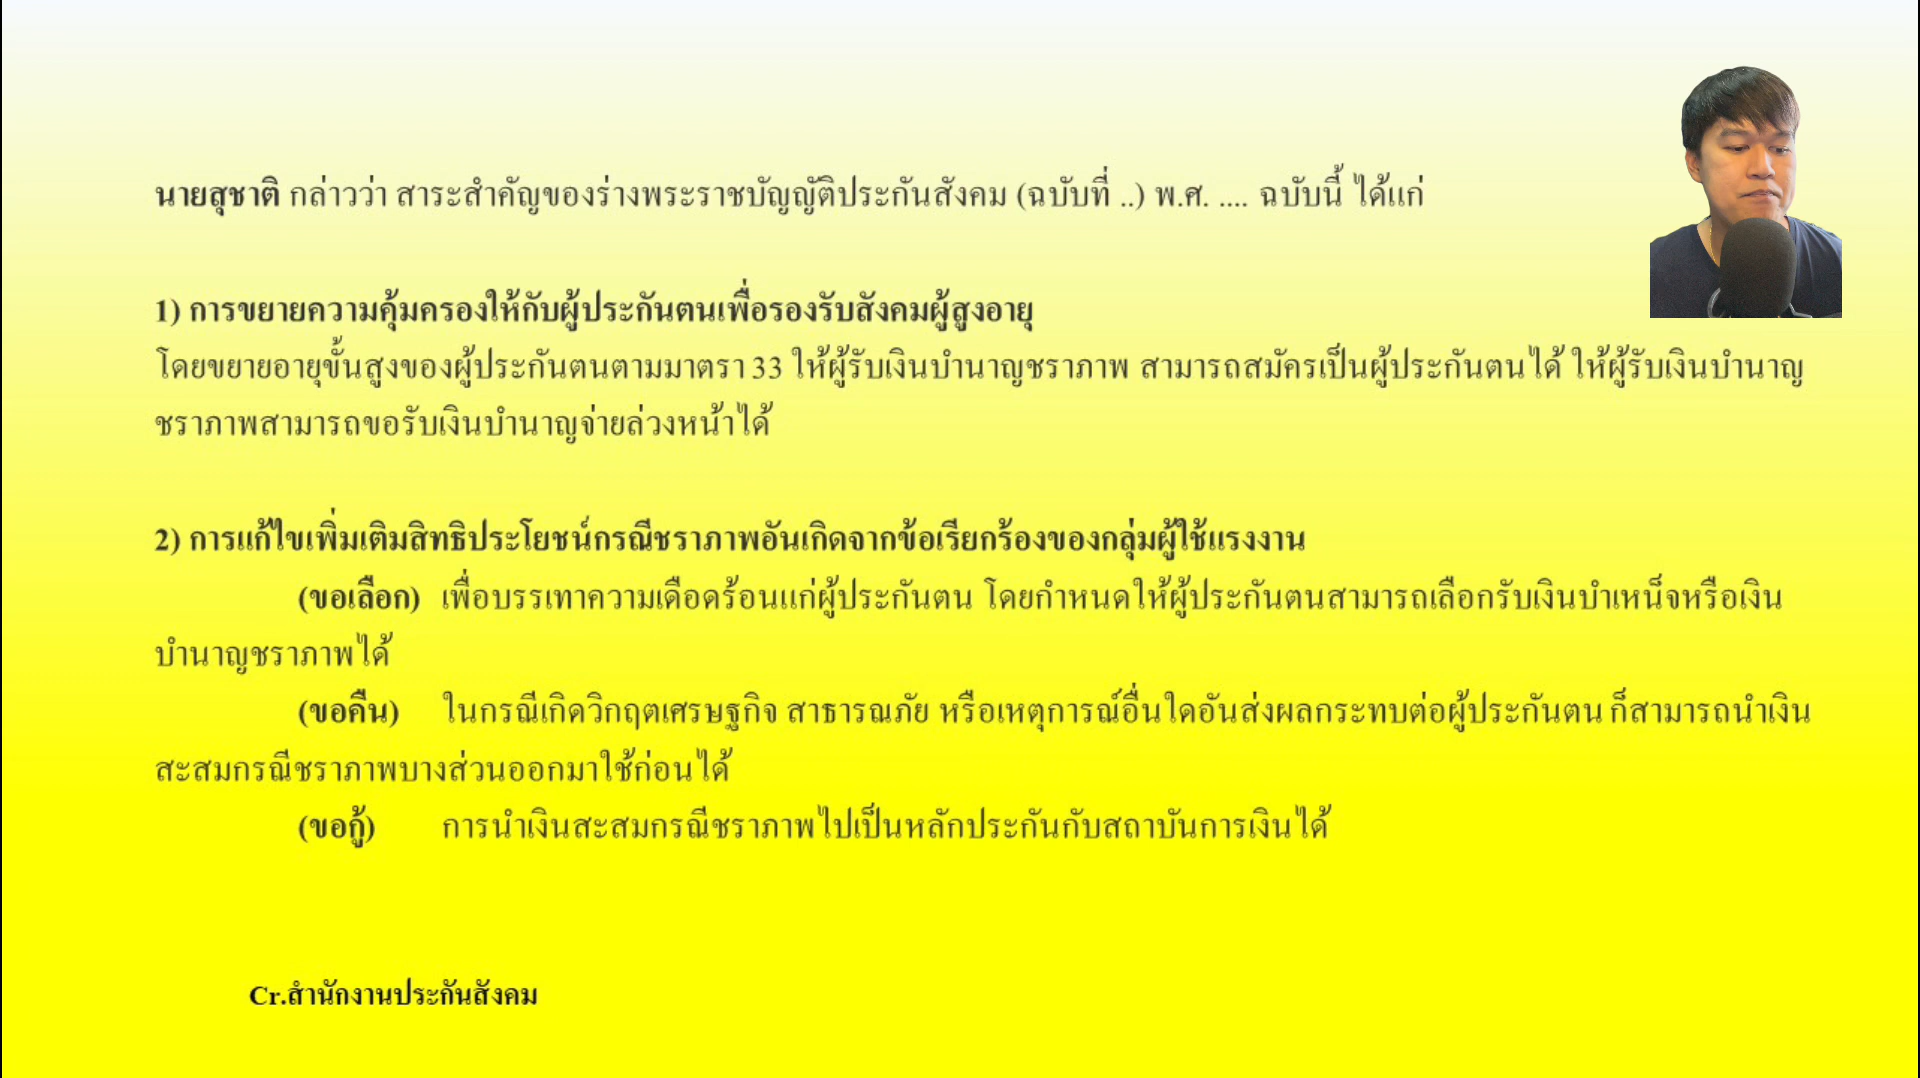 นายสุชาติ กล่าวว่า สาระสำคัญของร่างพระราชบัญญัติประกันสังคม (ฉบับที่ ..) พ.ศ. .... ฉบับนี้ ได้แก่
1) การขยายความคุ้มครองให้กับผู้ประกันตนเพื่อรองรับสังคมผู้สูงอายุ
โดยขยายอายุขั้นสูงของผู้ประกันตนตามมาตรา 33 ให้ผู้รับเงินบำนาญชราภาพ สามารถสมัครเป็นผู้ประกันตนได้ ให้ผู้รับเงินบำนาญ
ชราภาพสามารถขอรับเงินบำนาญจ่ายล่วงหน้าได้
2) การแก้ไขเพิ่มเติมสิทธิประโยชน์กรณีชราภาพอันเกิดจากข้อเรียกร้องของกลุ่มผู้ใช้แรงงาน
(ขอเลือก) เพื่อบรรเทาความเดือดร้อนแก่ผู้ประกันตน โดยกำหนดให้ผู้ประกันตนสามารถเลือกรับเงินบำเหน็จหรือเงิน
บำนาญชราภาพได้
(ขอคืน) ในกรณีเกิดวิกฤตเศรษฐกิจ สาธารณภัย หรือเหตุการณ์อื่นใดอันส่งผลกระทบต่อผู้ประกันตน ก็สามารถนำเงิน
สะสมกรณีชราภาพบางส่วนออกมาใช้ก่อนได้
(ขอกู้) การนำเงินสะสมกรณีชราภาพไปเป็นหลักประกันกับสถาบันการเงินได้
Cr.สำนักงานประกันสังคม